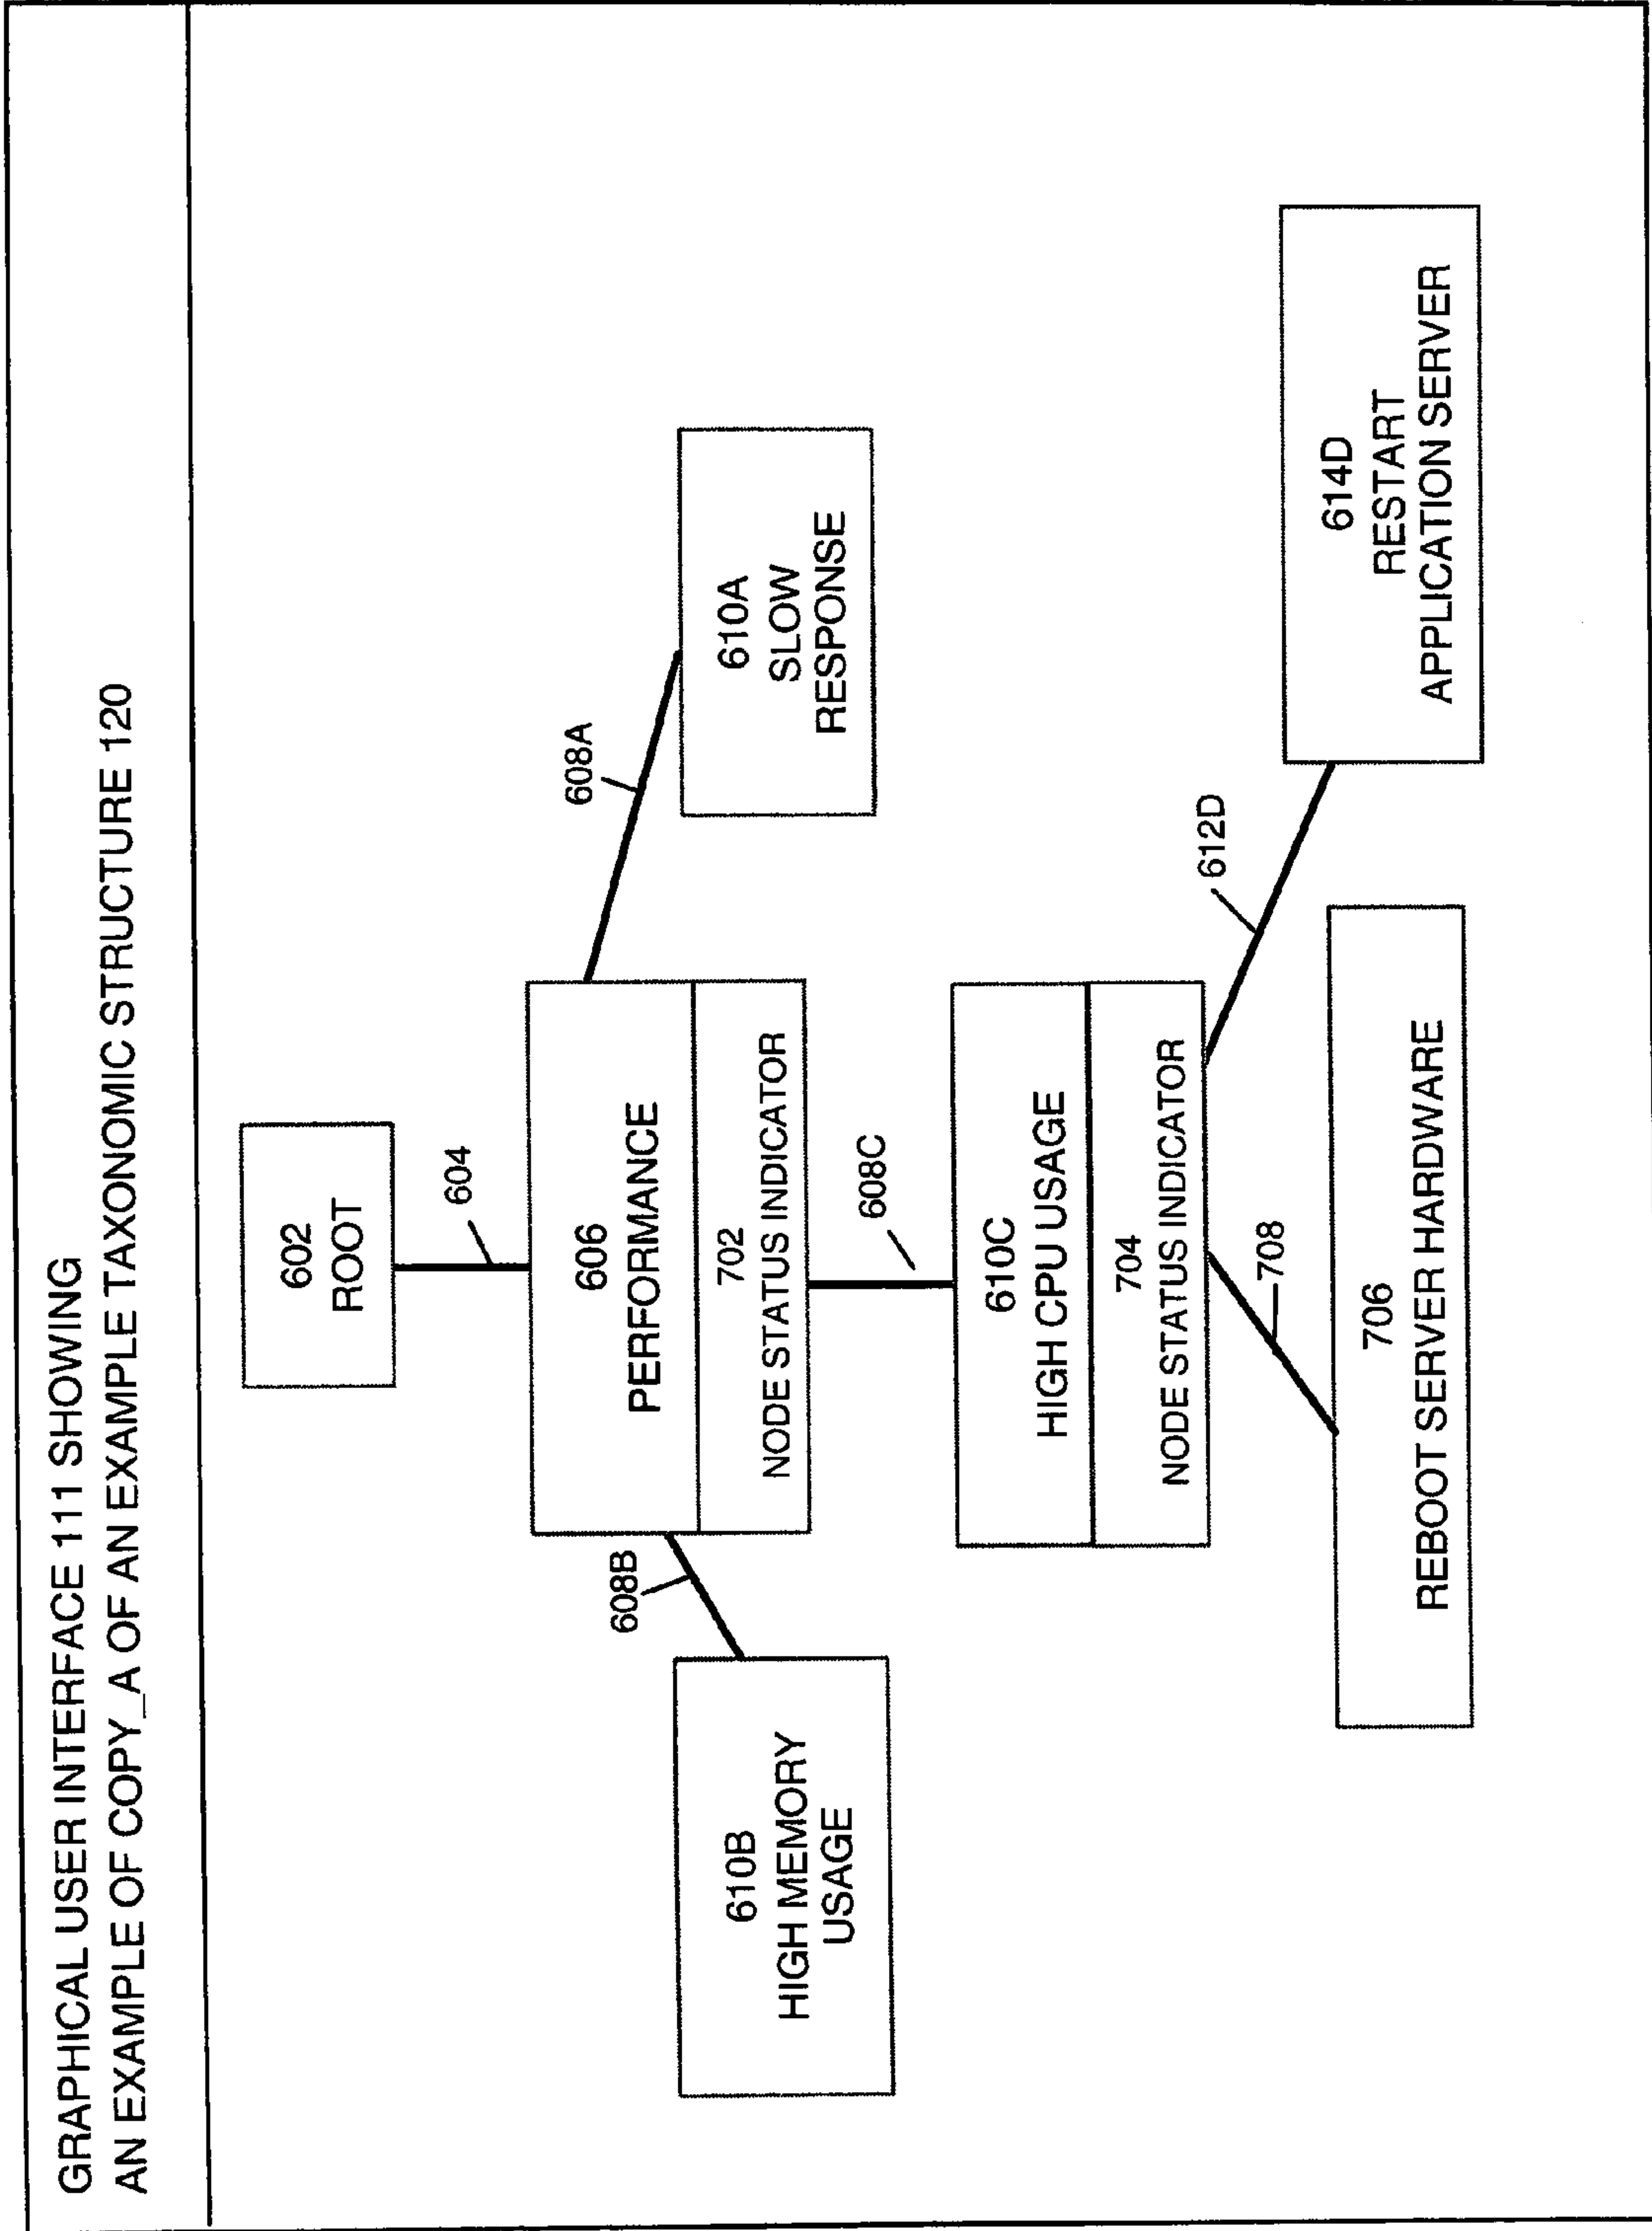 GRAPHICAL USER INTERFACE 111 SHOWING
AN EXAMPLE OF COPY_A OF AN EXAMPLE TAXONOMIC STRUCTURE 120
602
ROOT
604
606
PERFORMANCE
702
NODE STATUS INDICATOR
608B
608A
610B
HIGH MEMORY
USAGE
610A
SLOW
RESPONSE
608C
610C
HIGH CPU USAGE
704
NODE STATUS INDICATOR
708
612D
706
REBOOT SERVER HARDWARE
614D
RESTART
APPLICATION SERVER